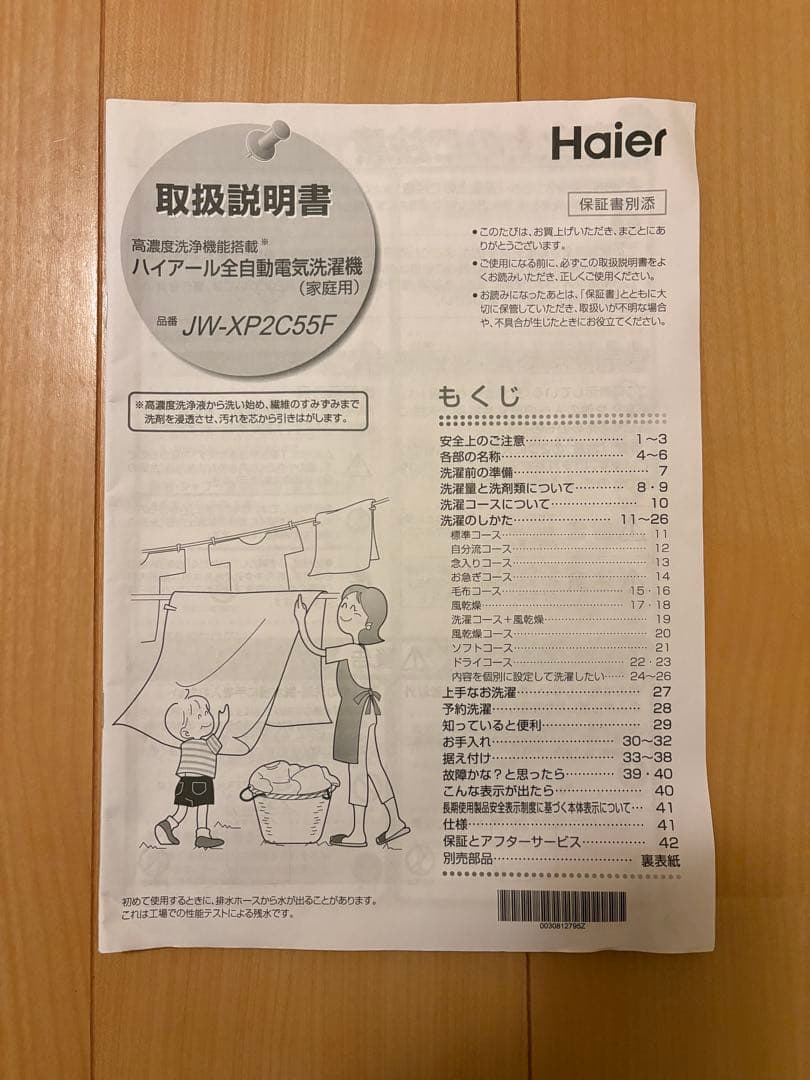 Haier
取扱説明書
高濃度洗浄機能搭載※
ハイアール全自動電気洗濯機
(家庭用)
品番 JW-XP2C55F
※高濃度洗浄液から洗い始め、繊維のすみずみまで
洗剤を浸透させ、汚れを芯から引きはがします。
保証書別添
●このたびは、お買上げいただき、まことにあ
りがとうございます。
●ご使用になる前に、必ずこの取扱説明書をよ
くお読みいただき、正しくご使用ください。
●お読みになったあとは、「保証書」とともに大
切に保管していただき、取扱いが不明な場合
や、不具合が生じたときにお役立てください。
もくじ
安全上のご注意 1～3
各部の名称 4～6
洗濯前の準備 7
洗濯量と洗剤類について 8・9
洗濯コースについて 10
洗濯のしかた 11～26
標準コース 11
自分流コース 12
念入りコース 13
お急ぎコース 14
毛布コース 15・16
風乾燥 17・18
洗濯コース＋風乾燥 19
風乾燥コース 20
ソフトコース 21
ドライコース 22・23
内容を個別に設定して洗濯したい 24～26
上手なお洗濯 27
予約洗濯 28
知っていると便利 29
お手入れ 30～32
据え付け 33～38
故障かな？と思ったら 39・40
こんな表示が出たら 40
長期使用製品安全表示制度に基づく本体表示について 41
仕様 41
保証とアフターサービス 42
別売部品 裏表紙
初めて使用するときに、排水ホースから水が出ることがあります。
これは工場での性能テストによる残水です。
0030812795Z